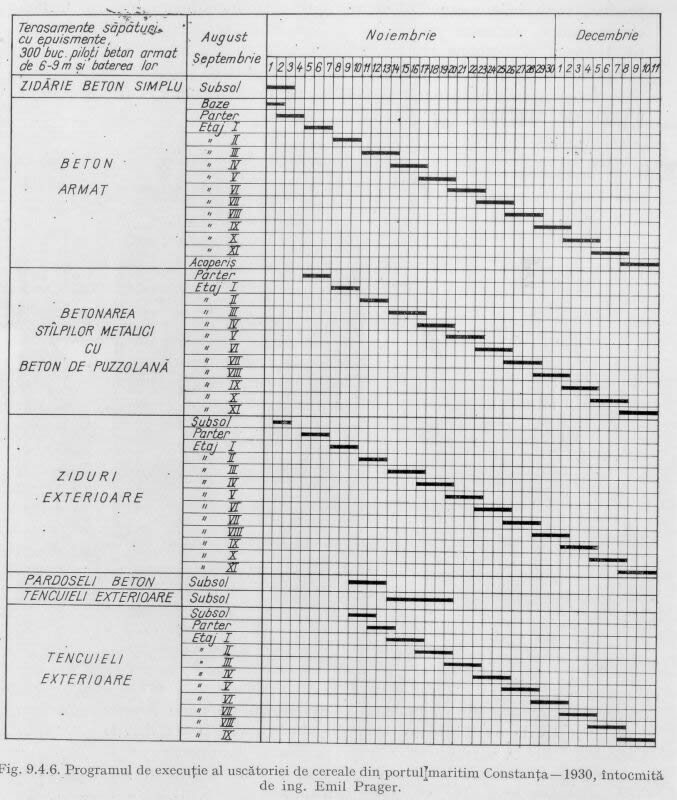 Terasamente săpături
cu epuismente,
300 buc. piloți beton armat
de 6-9 m și baterea lor
August
Septembrie
Noiembrie
Decembrie
1 2 3 4 5 6 7 8 9 10 11 12 13 14 15 16 17 18 19 20 21 22 23 24 25 26 27 28 29 30 1 2 3 4 5 6 7 8 9 10 11
ZIDĂRIE BETON SIMPLU
Subsol
BETON
ARMAT
Baze
Parter
Etaj I
" II
" III
" IV
" V
" VI
" VII
" VIII
" IX
" X
" XI
Acoperiș
BETONAREA
STÎLPILOR METALICI
CU
BETON DE PUZZOLANĂ
Parter
Etaj I
" II
" III
" IV
" V
" VI
" VII
" VIII
" IX
" X
" XI
ZIDURI
EXTERIOARE
Subsol
Parter
Etaj I
" II
" III
" IV
" V
" VI
" VII
" VIII
" IX
" X
" XI
PARDOSELI BETON
Subsol
TENCUIELI EXTERIOARE
Subsol
TENCUIELI
EXTERIOARE
Subsol
Parter
Etaj I
" II
" III
" IV
" V
" VI
" VII
" VIII
" IX
Fig. 9.4.6. Programul de execuție al uscătoriei de cereale din portul maritim Constanța—1930, întocmită
de ing. Emil Prager.